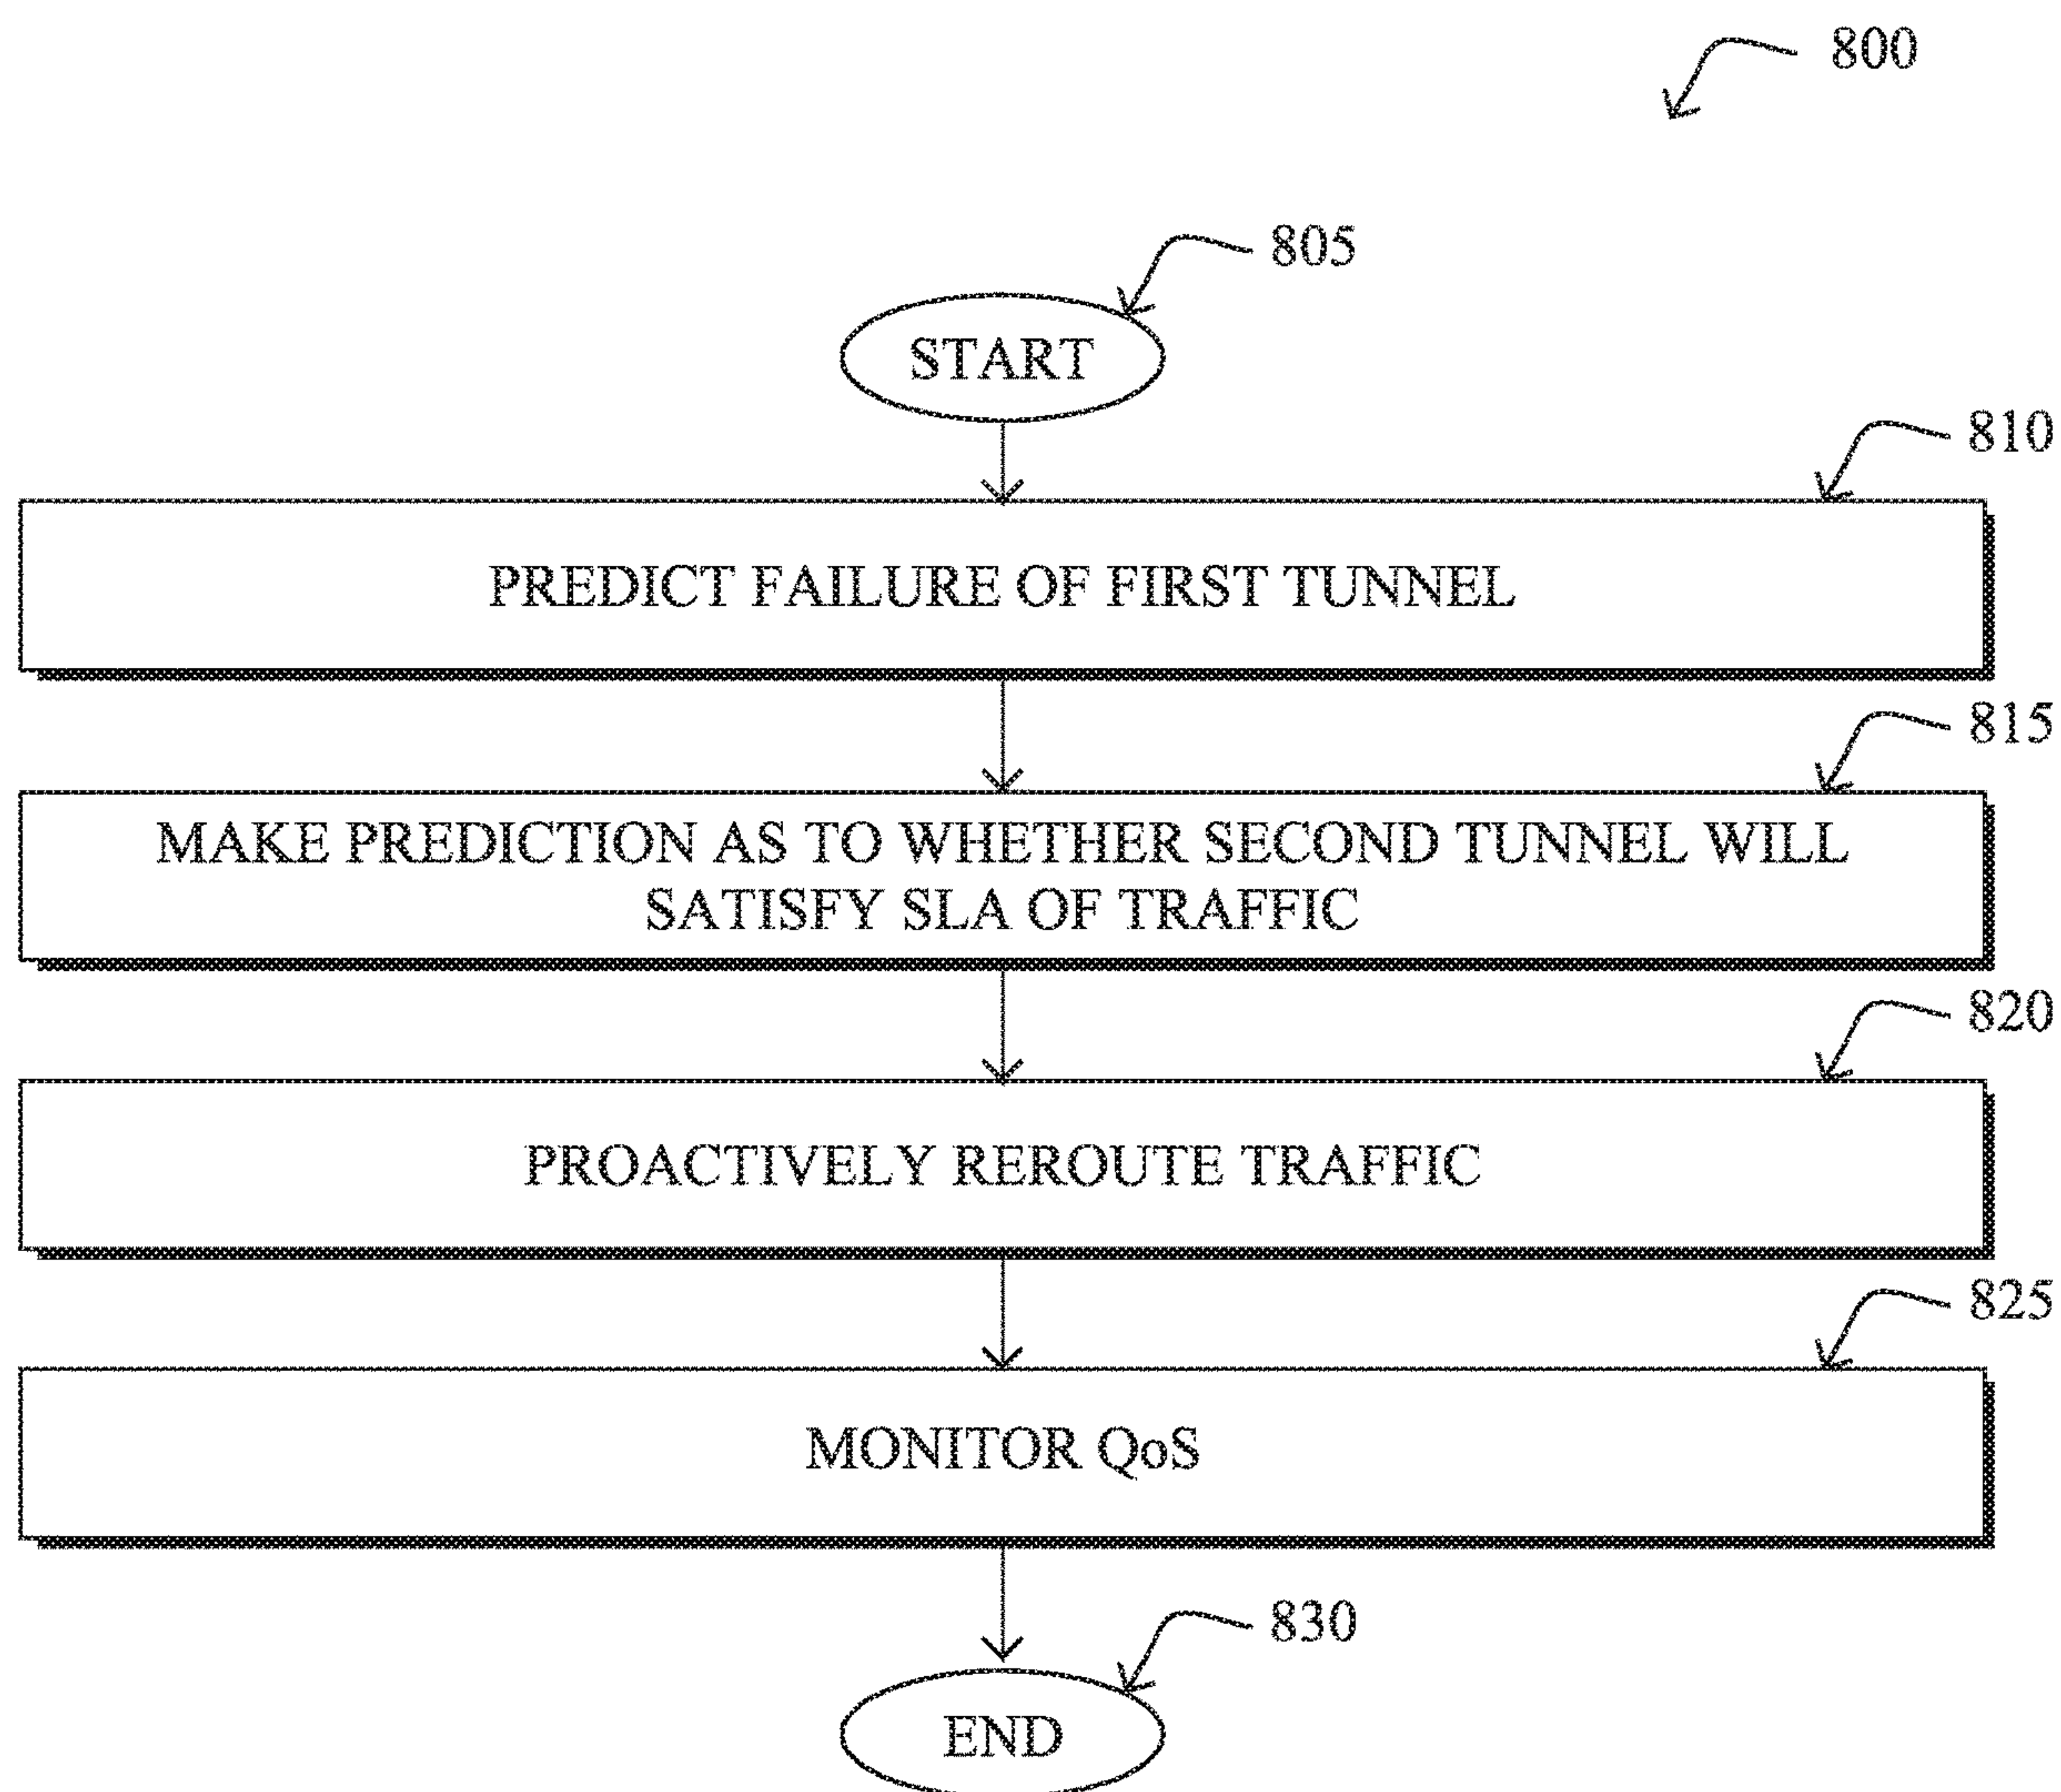 800
805
START
810
PREDICT FAILURE OF FIRST TUNNEL
815
MAKE PREDICTION AS TO WHETHER SECOND TUNNEL WILL
SATISFY SLA OF TRAFFIC
820
PROACTIVELY REROUTE TRAFFIC
825
MONITOR QoS
830
END